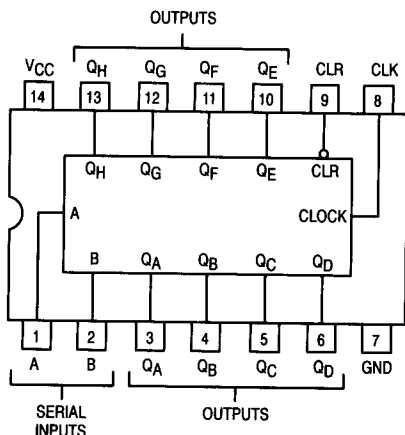 OUTPUTS
VCC QH QG QF QE CLR CLK
14 13 12 11 10 9 8
QH QG QF QE CLR
A CLOCK
B QA QB QC QD
1 2 3 4 5 6 7
A B QA QB QC QD GND
SERIAL INPUTS OUTPUTS